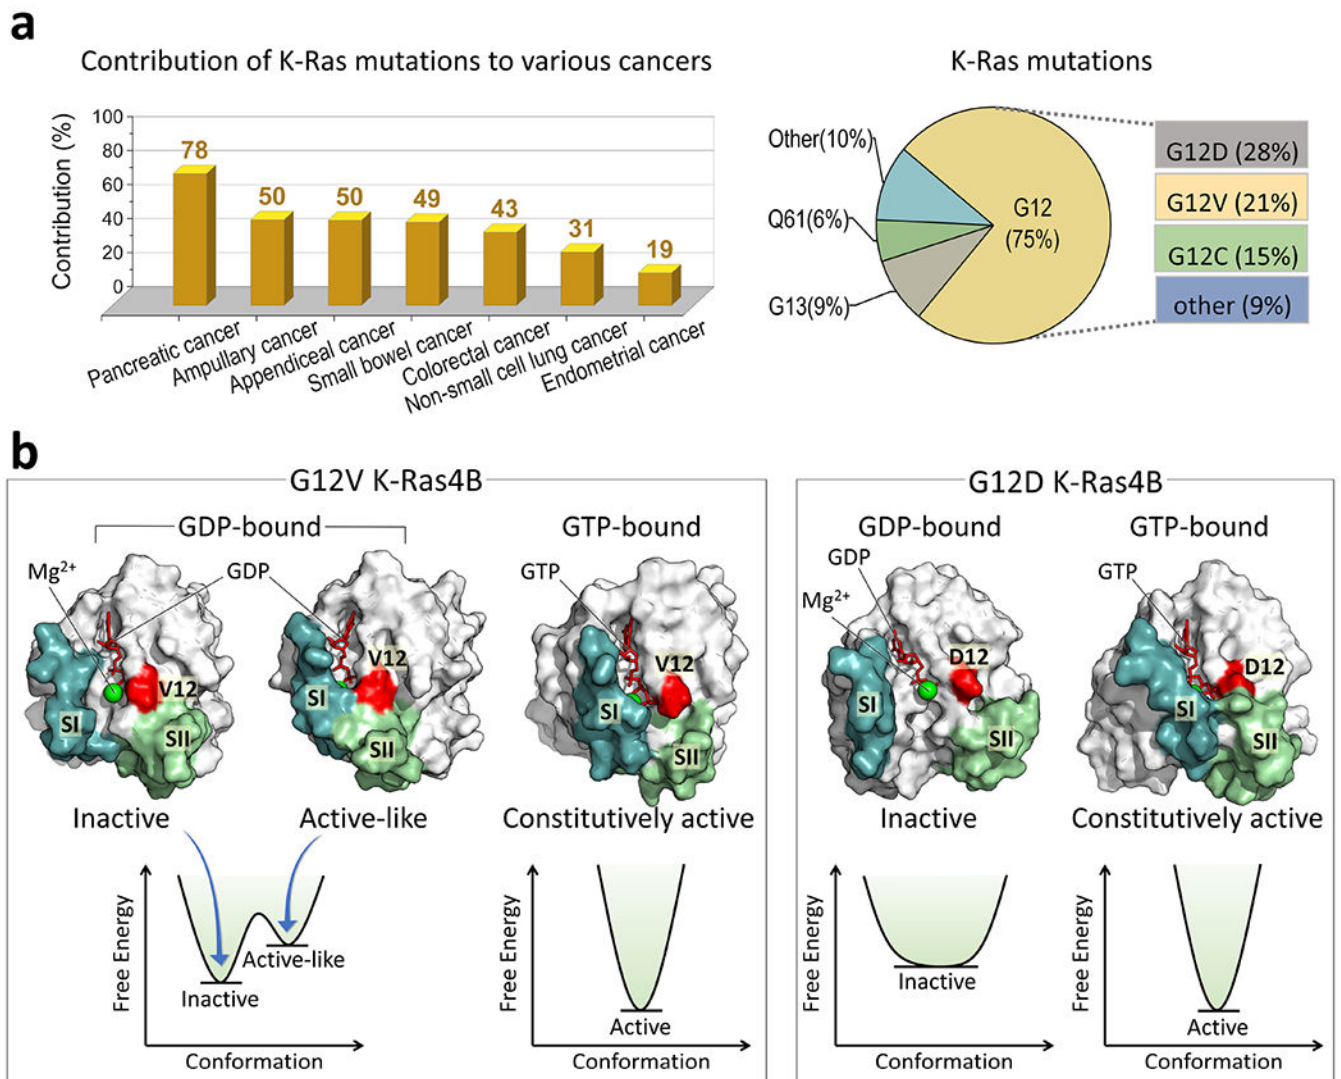 a
Contribution of K-Ras mutations to various cancers
Contribution (%)
100
80
60
40
20
0
78
50
50
49
43
31
19
Pancreatic cancer
Ampullary cancer
Appendiceal cancer
Small bowel cancer
Colorectal cancer
Non-small cell lung cancer
Endometrial cancer
K-Ras mutations
Other(10%)
Q61(6%)
G13(9%)
G12
(75%)
G12D (28%)
G12V (21%)
G12C (15%)
other (9%)
b
G12V K-Ras4B
GDP-bound
GTP-bound
Mg²⁺
GDP
GTP
V12
SI
SII
V12
SI
SII
V12
SI
SII
Inactive
Active-like
Constitutively active
Free Energy
Inactive
Active-like
Conformation
Free Energy
Active
Conformation
G12D K-Ras4B
GDP-bound
GTP-bound
GDP
Mg²⁺
GTP
D12
SI
SII
D12
SI
SII
Inactive
Constitutively active
Free Energy
Inactive
Conformation
Free Energy
Active
Conformation